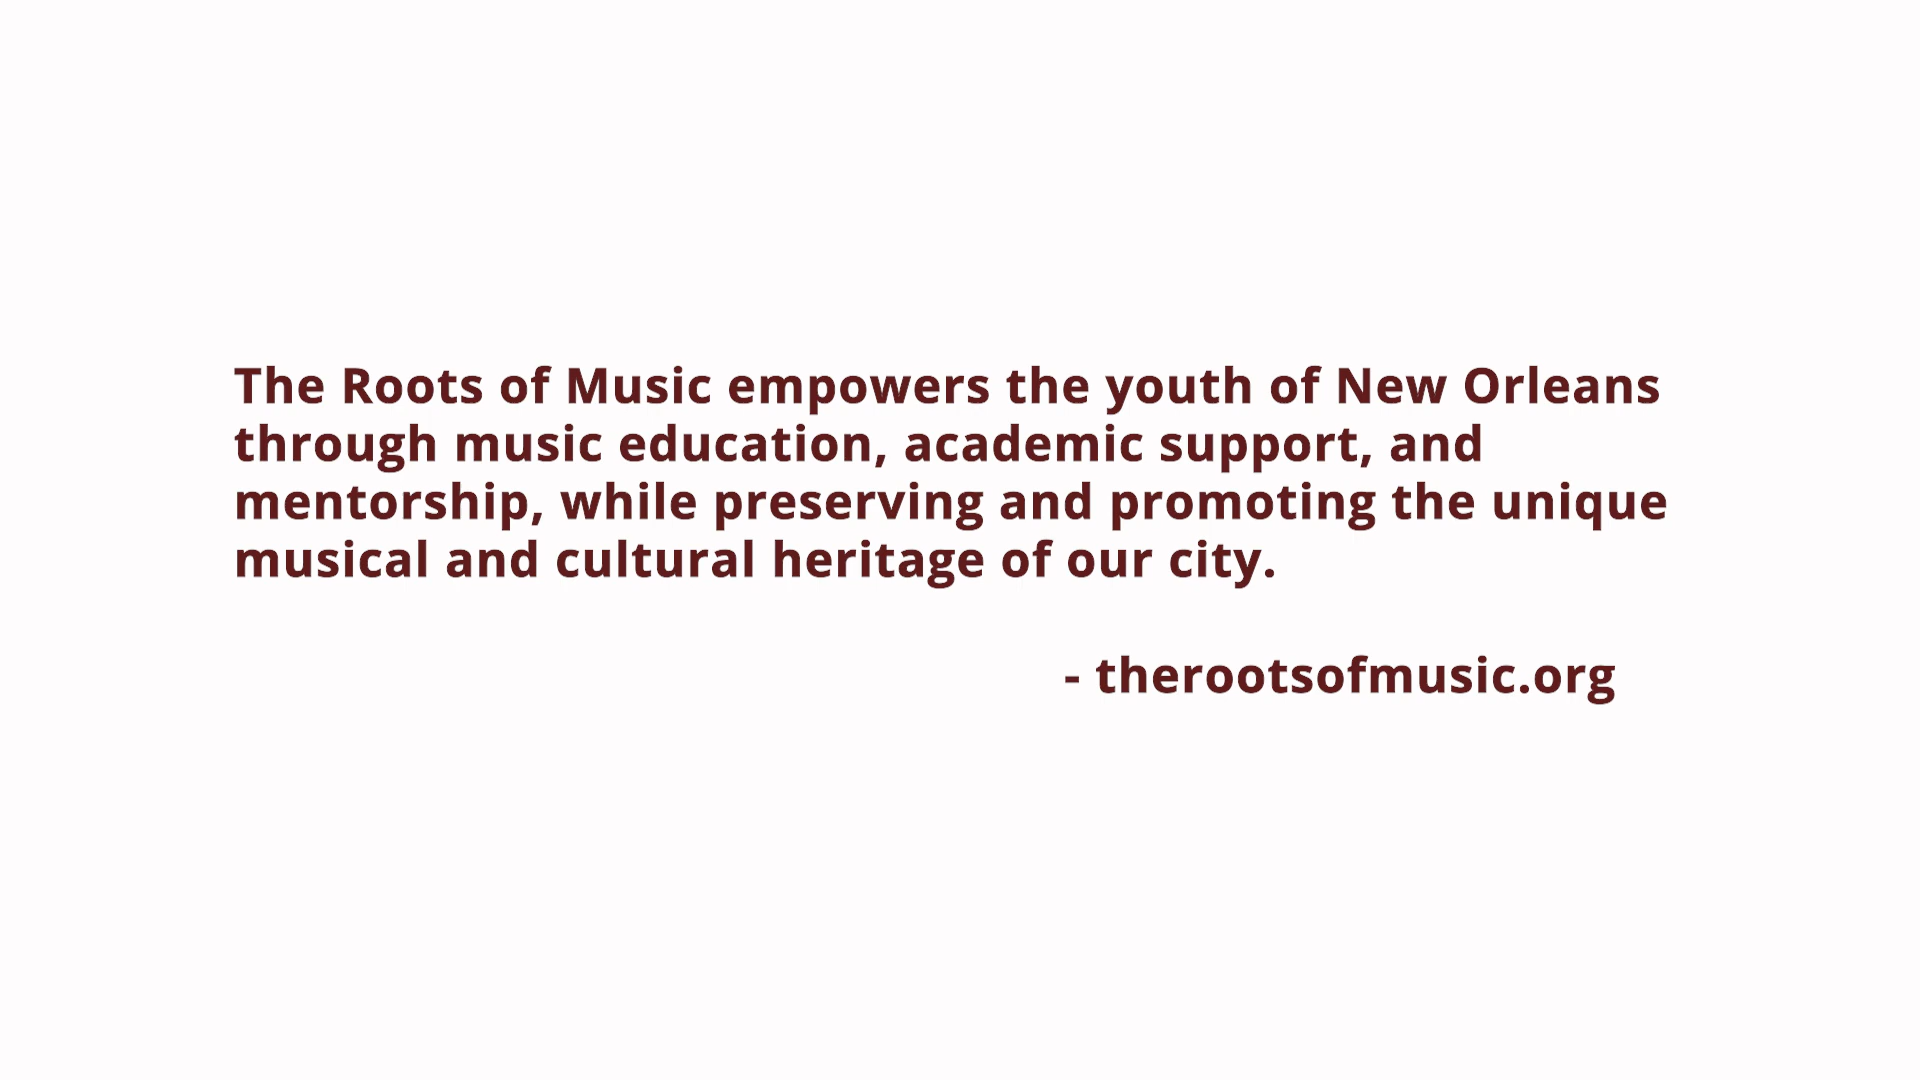 The Roots of Music empowers the youth of New Orleans
through music education, academic support, and
mentorship, while preserving and promoting the unique
musical and cultural heritage of our city.
- therootsofmusic.org